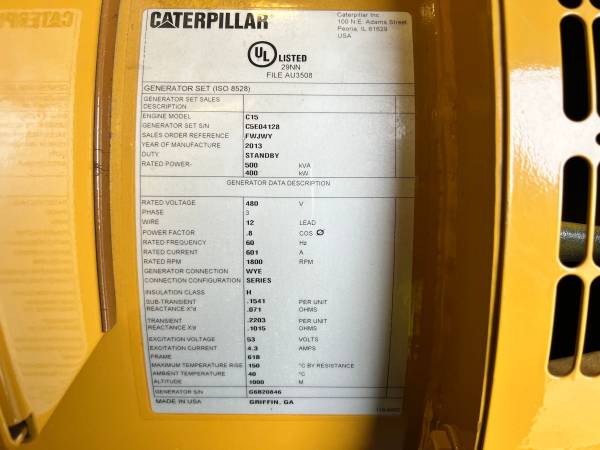 CATERPILLAR
Caterpillar Inc
100 N.E. Adams Street
Peoria, IL 61629
USA
UL LISTED
29NN
FILE AU3508
GENERATOR SET (ISO 8528)
GENERATOR SET SALES
DESCRIPTION
ENGINE MODEL C15
GENERATOR SET S/N C5E04128
SALES ORDER REFERENCE FWJWY
YEAR OF MANUFACTURE 2013
DUTY STANDBY
RATED POWER- 500 kVA
400 kW
GENERATOR DATA DESCRIPTION
RATED VOLTAGE 480 V
PHASE 3
WIRE 12 LEAD
POWER FACTOR .8 COS Ø
RATED FREQUENCY 60 Hz
RATED CURRENT 601 A
RATED RPM 1800 RPM
GENERATOR CONNECTION WYE
CONNECTION CONFIGURATION SERIES
INSULATION CLASS H
SUB-TRANSIENT .1541 PER UNIT
REACTANCE X"d .071 OHMS
TRANSIENT .2203 PER UNIT
REACTANCE X'd .1015 OHMS
EXCITATION VOLTAGE 53 VOLTS
EXCITATION CURRENT 4.3 AMPS
FRAME 618
MAXIMUM TEMPERATURE RISE 150 °C BY RESISTANCE
AMBIENT TEMPERATURE 40 °C
ALTITUDE 1000 M
GENERATOR S/N G6B20846
MADE IN USA GRIFFIN, GA